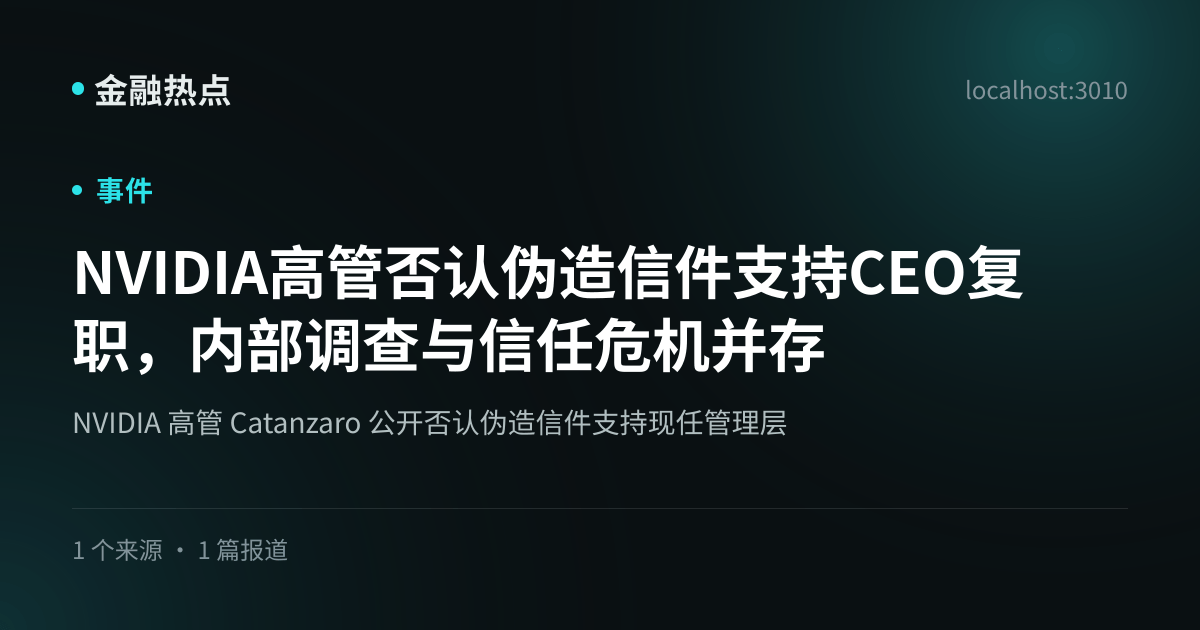 金融热点
localhost:3010
事件
NVIDIA高管否认伪造信件支持CEO复
职，内部调查与信任危机并存
NVIDIA 高管 Catanzaro 公开否认伪造信件支持现任管理层
1 个来源 · 1 篇报道